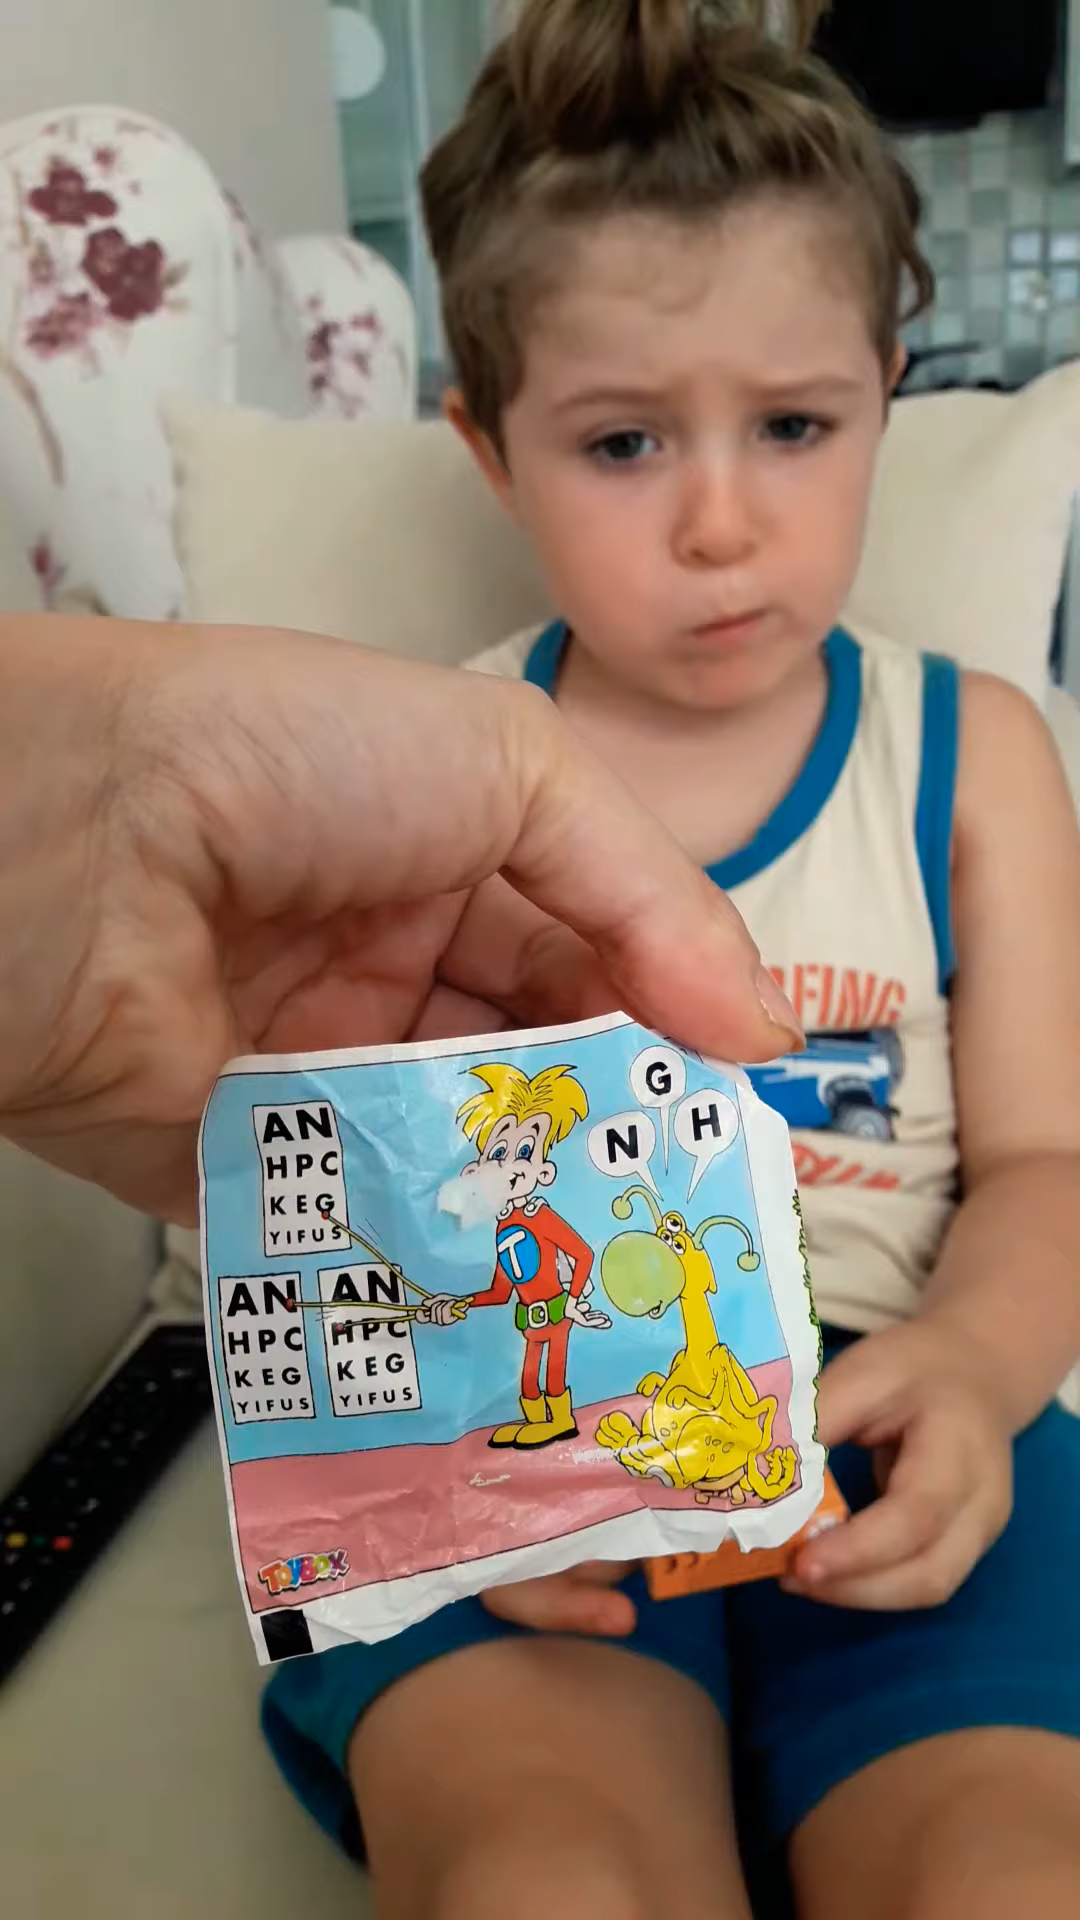 G
N
H
AN
HPC
KEG
YIFUS
AN
HPC
KEG
YIFUS
AN
HPC
KEG
YIFUS
T
TOYBOX